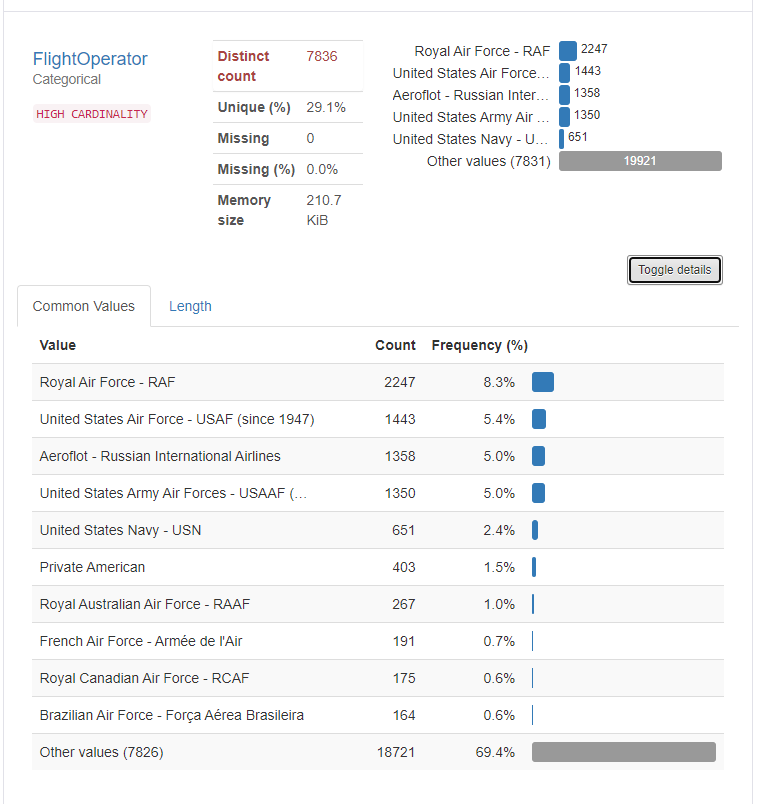 FlightOperator
Categorical
HIGH CARDINALITY
Distinct count 7836
Unique (%) 29.1%
Missing 0
Missing (%) 0.0%
Memory size 210.7 KiB
Royal Air Force - RAF 2247
United States Air Force... 1443
Aeroflot - Russian Inter... 1358
United States Army Air ... 1350
United States Navy - U... 651
Other values (7831) 19921
Toggle details
Common Values Length
Value Count Frequency (%)
Royal Air Force - RAF 2247 8.3%
United States Air Force - USAF (since 1947) 1443 5.4%
Aeroflot - Russian International Airlines 1358 5.0%
United States Army Air Forces - USAAF (... 1350 5.0%
United States Navy - USN 651 2.4%
Private American 403 1.5%
Royal Australian Air Force - RAAF 267 1.0%
French Air Force - Armée de l'Air 191 0.7%
Royal Canadian Air Force - RCAF 175 0.6%
Brazilian Air Force - Força Aérea Brasileira 164 0.6%
Other values (7826) 18721 69.4%